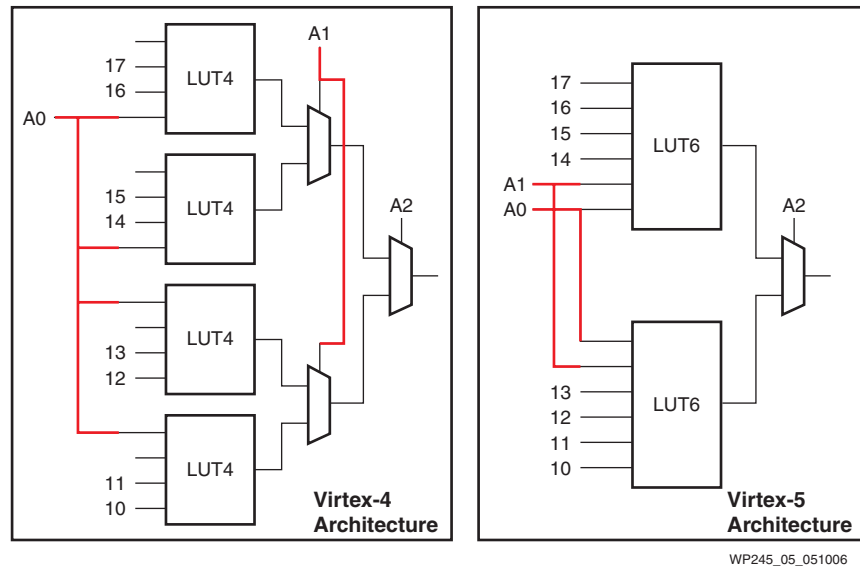 A1
17
16
LUT4
A0
15
14
LUT4
A2
13
12
LUT4
11
10
LUT4
Virtex-4
Architecture
17
16
15
14
LUT6
A1
A0
A2
13
12
11
10
LUT6
Virtex-5
Architecture
WP245_05_051006